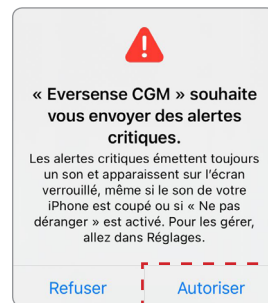 « Eversense CGM » souhaite
vous envoyer des alertes
critiques.
Les alertes critiques émettent toujours
un son et apparaissent sur l'écran
verrouillé, même si le son de votre
iPhone est coupé ou si « Ne pas
déranger » est activé. Pour les gérer,
allez dans Réglages.
Refuser Autoriser